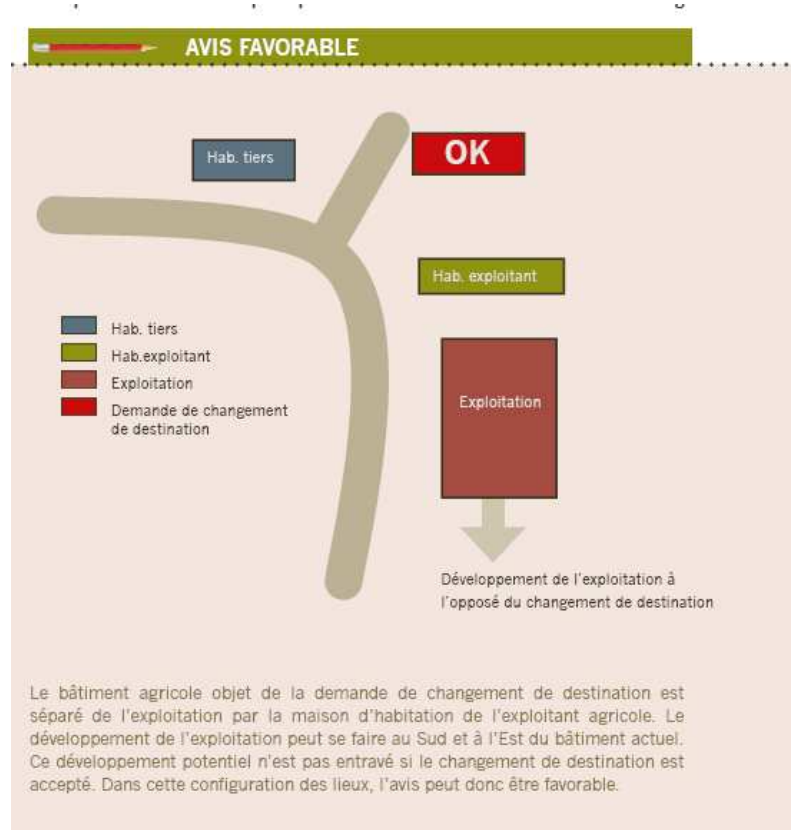 AVIS FAVORABLE
Hab. tiers
OK
Hab. exploitant
Hab. tiers
Hab.exploitant
Exploitation
Demande de changement
de destination
Exploitation
Développement de l'exploitation à
l'opposé du changement de destination
Le bâtiment agricole objet de la demande de changement de destination est
séparé de l'exploitation par la maison d'habitation de l'exploitant agricole. Le
développement de l'exploitation peut se faire au Sud et à l'Est du bâtiment actuel.
Ce développement potentiel n'est pas entravé si le changement de destination est
accepté. Dans cette configuration des lieux, l'avis peut donc être favorable.